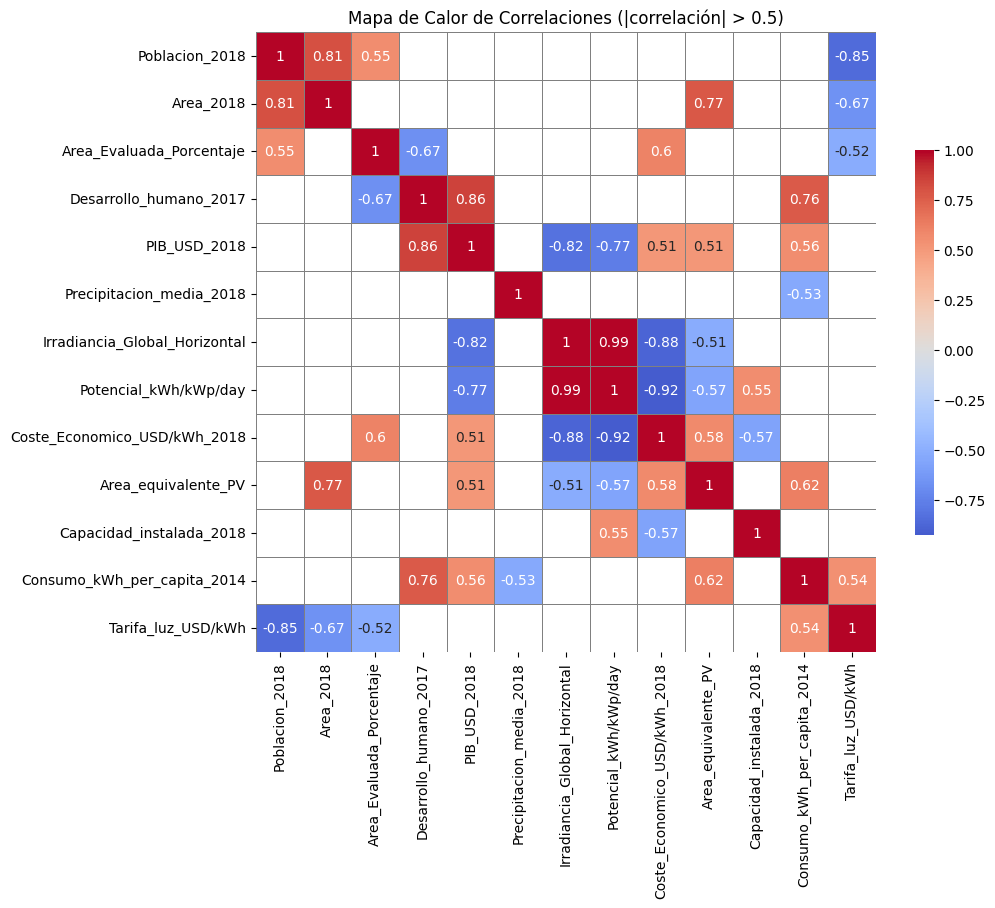 Mapa de Calor de Correlaciones (|correlación| > 0.5)
Poblacion_2018 1 0.81 0.55 -0.85
Area_2018 0.81 1 0.77 -0.67
Area_Evaluada_Porcentaje 0.55 1 -0.67 0.6 -0.52
Desarrollo_humano_2017 -0.67 1 0.86 0.76
PIB_USD_2018 0.86 1 -0.82 -0.77 0.51 0.51 0.56
Precipitacion_media_2018 1 -0.53
Irradiancia_Global_Horizontal -0.82 1 0.99 -0.88 -0.51
Potencial_kWh/kWp/day -0.77 0.99 1 -0.92 -0.57 0.55
Coste_Economico_USD/kWh_2018 0.6 0.51 -0.88 -0.92 1 0.58 -0.57
Area_equivalente_PV 0.77 0.51 -0.51 -0.57 0.58 1 0.62
Capacidad_instalada_2018 0.55 -0.57 1
Consumo_kWh_per_capita_2014 0.76 0.56 -0.53 0.62 1 0.54
Tarifa_luz_USD/kWh -0.85 -0.67 -0.52 0.54 1
Poblacion_2018
Area_2018
Area_Evaluada_Porcentaje
Desarrollo_humano_2017
PIB_USD_2018
Precipitacion_media_2018
Irradiancia_Global_Horizontal
Potencial_kWh/kWp/day
Coste_Economico_USD/kWh_2018
Area_equivalente_PV
Capacidad_instalada_2018
Consumo_kWh_per_capita_2014
Tarifa_luz_USD/kWh
1.00
0.75
0.50
0.25
0.00
-0.25
-0.50
-0.75